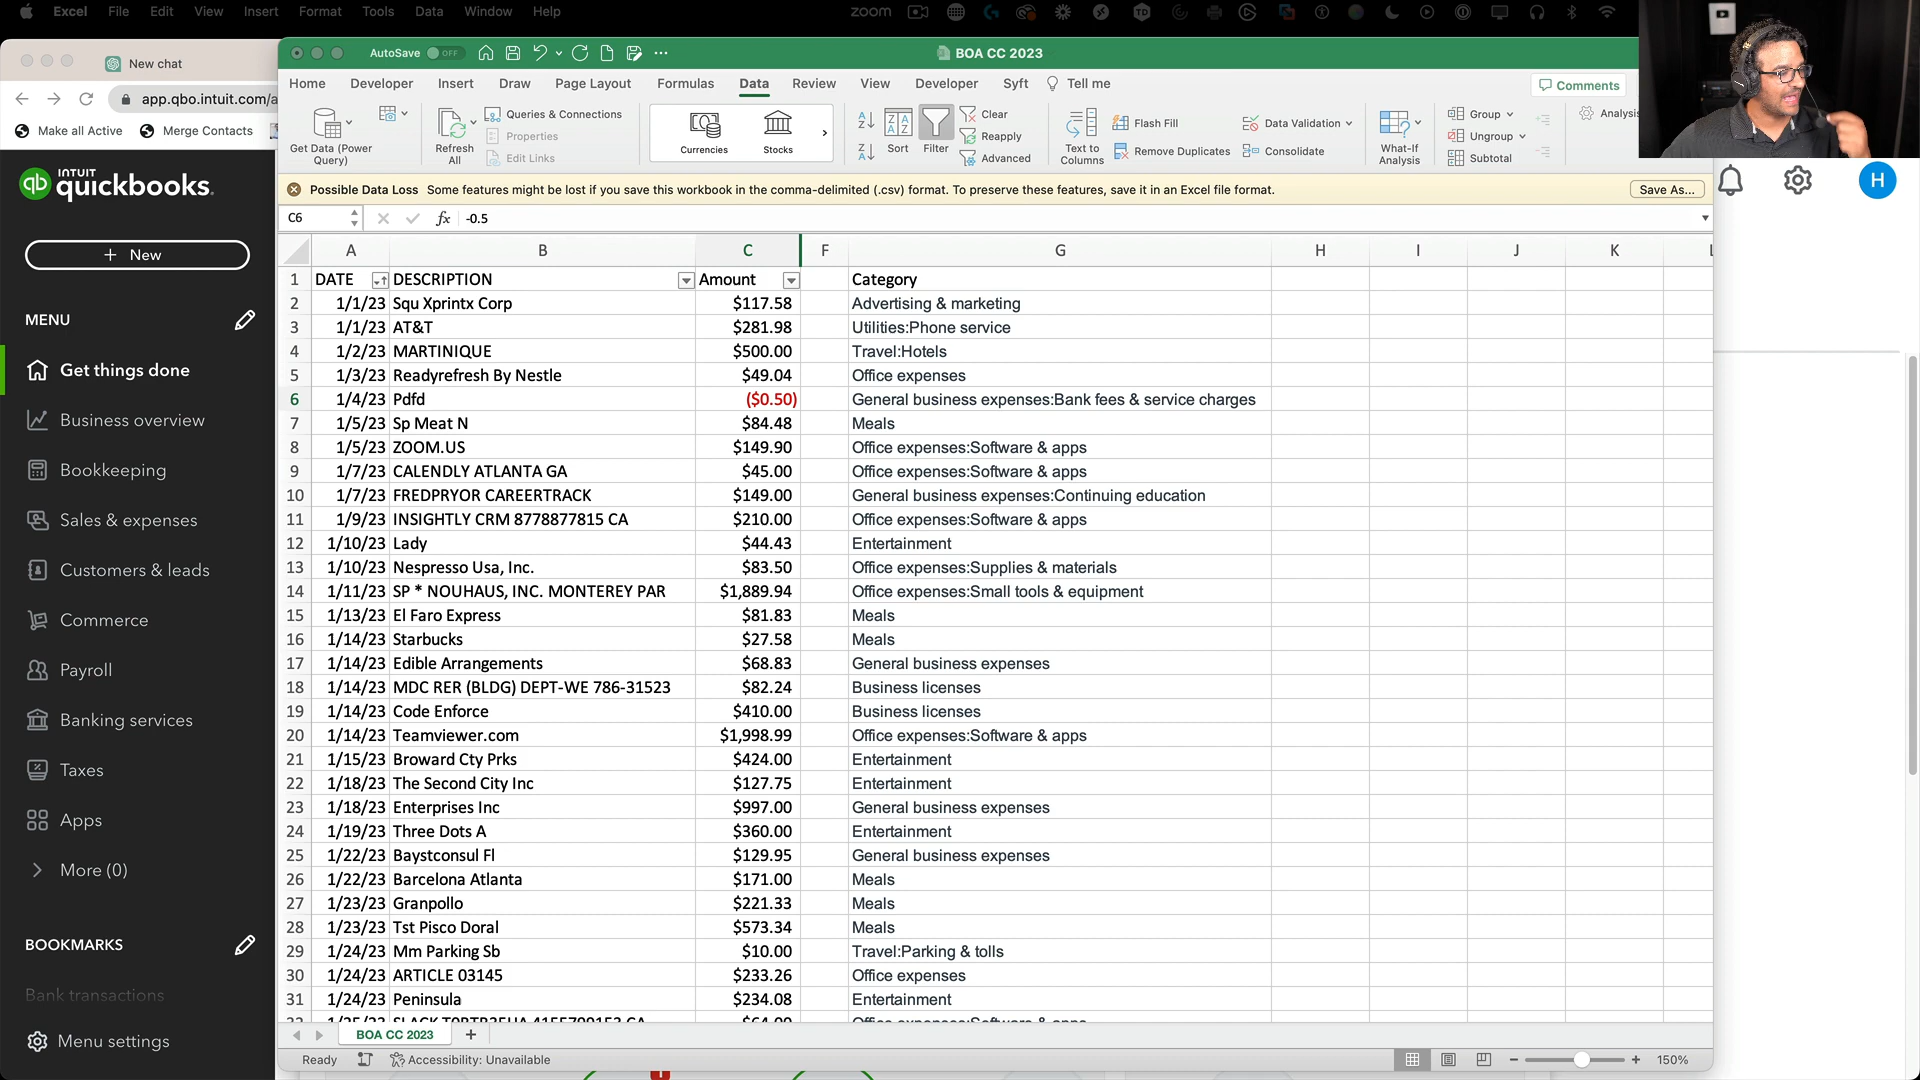 Excel File Edit View Insert Format Tools Data Window Help zoom
New chat
app.qbo.intuit.com/a
Make all Active Merge Contacts
INTUIT
quickbooks.
+ New
MENU
Get things done
Business overview
Bookkeeping
Sales & expenses
Customers & leads
Commerce
Payroll
Banking services
Taxes
Apps
More (0)
BOOKMARKS
Bank transactions
Menu settings
AutoSave OFF BOA CC 2023
Home Developer Insert Draw Page Layout Formulas Data Review View Developer Syft Tell me Comments
Get Data (Power Query)
Refresh All
Queries & Connections
Properties
Edit Links
Currencies Stocks
Sort Filter
Clear
Reapply
Advanced
Text to Columns
Flash Fill
Remove Duplicates
Data Validation
Consolidate
What-If Analysis
Group
Ungroup
Subtotal
Analysis
Possible Data Loss Some features might be lost if you save this workbook in the comma-delimited (.csv) format. To preserve these features, save it in an Excel file format. Save As...
C6 fx -0.5
A B C F G H I J K L
1 DATE DESCRIPTION Amount Category
2 1/1/23 Squ Xprintx Corp $117.58 Advertising & marketing
3 1/1/23 AT&T $281.98 Utilities:Phone service
4 1/2/23 MARTINIQUE $500.00 Travel:Hotels
5 1/3/23 Readyrefresh By Nestle $49.04 Office expenses
6 1/4/23 Pdfd ($0.50) General business expenses:Bank fees & service charges
7 1/5/23 Sp Meat N $84.48 Meals
8 1/5/23 ZOOM.US $149.90 Office expenses:Software & apps
9 1/7/23 CALENDLY ATLANTA GA $45.00 Office expenses:Software & apps
10 1/7/23 FREDPRYOR CAREERTRACK $149.00 General business expenses:Continuing education
11 1/9/23 INSIGHTLY CRM 8778877815 CA $210.00 Office expenses:Software & apps
12 1/10/23 Lady $44.43 Entertainment
13 1/10/23 Nespresso Usa, Inc. $83.50 Office expenses:Supplies & materials
14 1/11/23 SP * NOUHAUS, INC. MONTEREY PAR $1,889.94 Office expenses:Small tools & equipment
15 1/13/23 El Faro Express $81.83 Meals
16 1/14/23 Starbucks $27.58 Meals
17 1/14/23 Edible Arrangements $68.83 General business expenses
18 1/14/23 MDC RER (BLDG) DEPT-WE 786-31523 $82.24 Business licenses
19 1/14/23 Code Enforce $410.00 Business licenses
20 1/14/23 Teamviewer.com $1,998.99 Office expenses:Software & apps
21 1/15/23 Broward Cty Prks $424.00 Entertainment
22 1/18/23 The Second City Inc $127.75 Entertainment
23 1/18/23 Enterprises Inc $997.00 General business expenses
24 1/19/23 Three Dots A $360.00 Entertainment
25 1/22/23 Baystconsul Fl $129.95 General business expenses
26 1/22/23 Barcelona Atlanta $171.00 Meals
27 1/23/23 Granpollo $221.33 Meals
28 1/23/23 Tst Pisco Doral $573.34 Meals
29 1/24/23 Mm Parking Sb $10.00 Travel:Parking & tolls
30 1/24/23 ARTICLE 03145 $233.26 Office expenses
31 1/24/23 Peninsula $234.08 Entertainment
BOA CC 2023 +
Ready Accessibility: Unavailable 150%
H